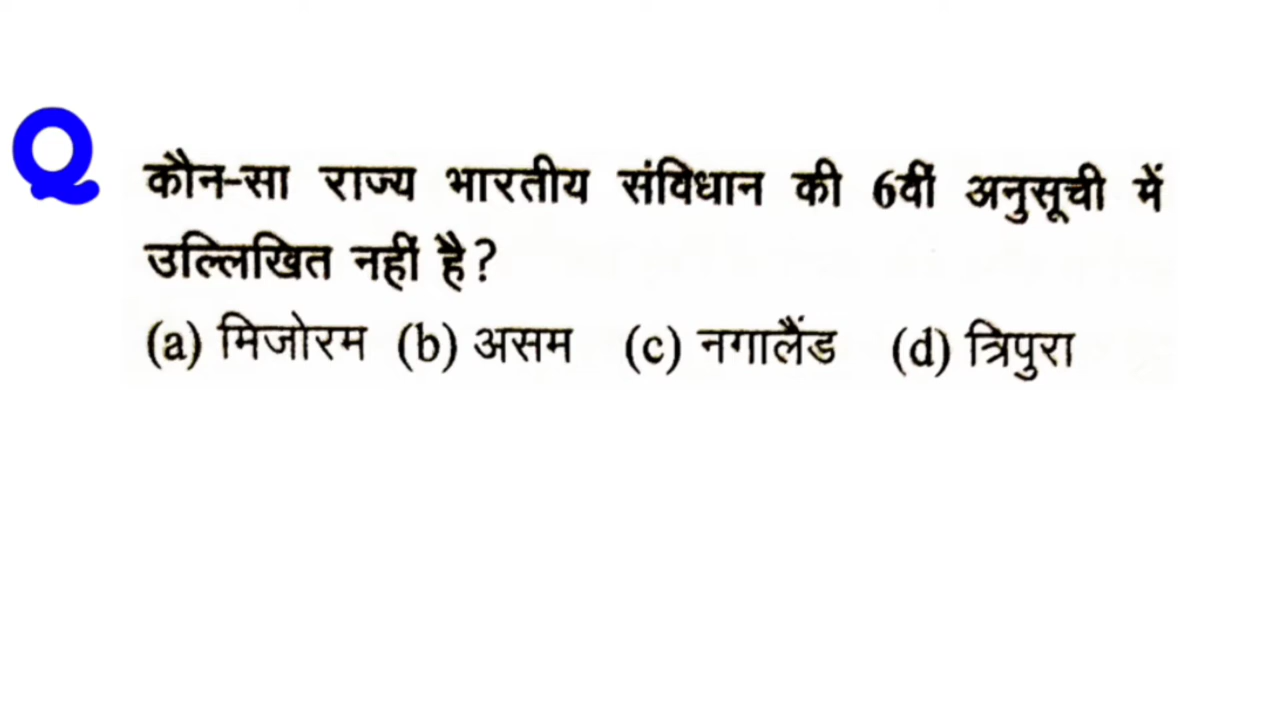 Q कौन-सा राज्य भारतीय संविधान की 6वीं अनुसूची में
उल्लिखित नहीं है?
(a) मिजोरम (b) असम (c) नगालैंड (d) त्रिपुरा